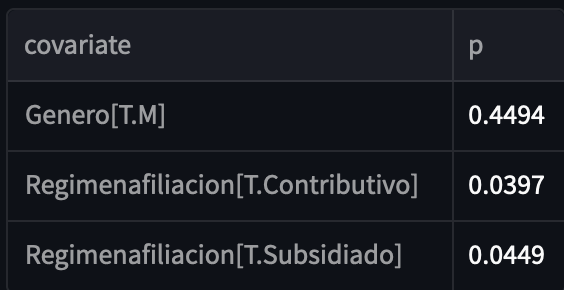 covariate p
Genero[T.M] 0.4494
Regimenafiliacion[T.Contributivo] 0.0397
Regimenafiliacion[T.Subsidiado] 0.0449